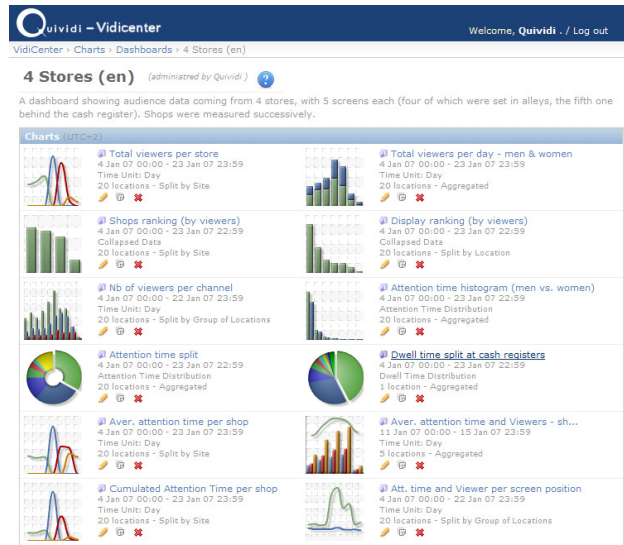 Quividi – Vidicenter
Welcome, Quividi . / Log out
VidiCenter › Charts › Dashboards › 4 Stores (en)
4 Stores (en) (administred by Quividi ) ?
A dashboard showing audience data coming from 4 stores, with 5 screens each (four of which were set in alleys, the fifth one
behind the cash register). Shops were measured successively.
Charts (UTC+2)
Total viewers per store
4 Jan 07 00:00 - 23 Jan 07 23:59
Time Unit: Day
20 locations - Split by Site
Total viewers per day - men & women
4 Jan 07 00:00 - 23 Jan 07 23:59
Time Unit: Day
20 locations - Aggregated
Shops ranking (by viewers)
4 Jan 07 00:00 - 23 Jan 07 23:59
Collapsed Data
20 locations - Split by Site
Display ranking (by viewers)
4 Jan 07 00:00 - 23 Jan 07 23:59
Collapsed Data
20 locations - Split by Location
Nb of viewers per channel
4 Jan 07 00:00 - 22 Jan 07 23:59
Time Unit: Day
20 locations - Split by Group of Locations
Attention time histogram (men vs. women)
4 Jan 07 00:00 - 23 Jan 07 22:59
Attention Time Distribution
20 locations - Aggregated
Attention time split
4 Jan 07 00:00 - 23 Jan 07 22:59
Attention Time Distribution
20 locations - Aggregated
Dwell time split at cash registers
4 Jan 07 00:00 - 23 Jan 07 22:59
Dwell Time Distribution
1 location - Aggregated
Aver. attention time per shop
4 Jan 07 00:00 - 23 Jan 07 23:59
Time Unit: Day
20 locations - Split by Site
Aver. attention time and Viewers - sh...
11 Jan 07 00:00 - 15 Jan 07 23:59
Time Unit: Day
5 locations - Aggregated
Cumulated Attention Time per shop
4 Jan 07 00:00 - 23 Jan 07 23:59
Time Unit: Day
20 locations - Split by Site
Att. time and Viewer per screen position
4 Jan 07 00:00 - 22 Jan 07 23:59
Time Unit: Day
20 locations - Split by Group of Locations